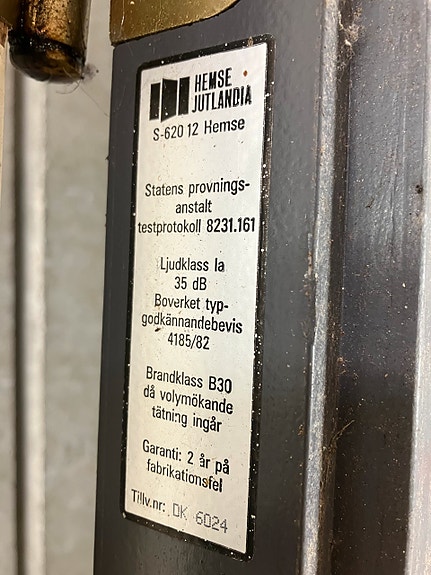 HEMSE
JUTLANDIA
S-620 12 Hemse
Statens provnings-
anstalt
testprotokoll 8231.161
Ljudklass Ia
35 dB
Boverket typ-
godkännandebevis
4185/82
Brandklass B30
då volymökande
tätning ingår
Garanti: 2 år på
fabrikationsfel
Tillv.nr: DK 6024